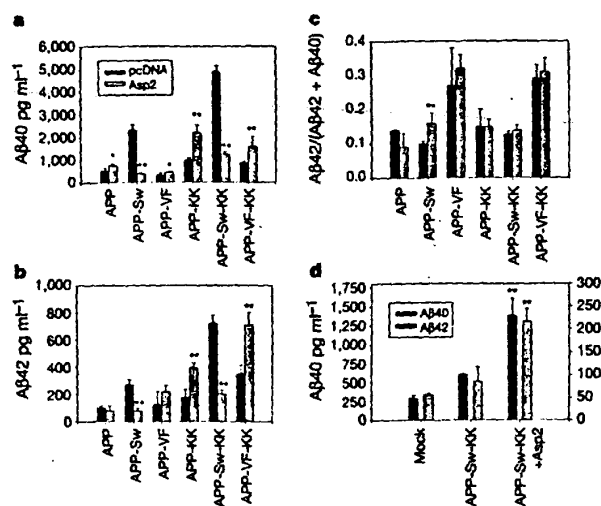 a
Aβ40 pg ml⁻¹
6,000
5,000
4,000
3,000
2,000
1,000
0
pcDNA
Asp2
*
**
*
‡‡
**
‡‡
APP
APP-Sw
APP-VF
APP-KK
APP-Sw-KK
APP-VF-KK
b
Aβ42 pg ml⁻¹
1,000
800
600
400
200
0
**
‡‡
**
‡‡
APP
APP-Sw
APP-VF
APP-KK
APP-Sw-KK
APP-VF-KK
c
Aβ42/(Aβ42 + Aβ40)
0.4
0.3
0.2
0.1
0.0
‡
APP
APP-Sw
APP-VF
APP-KK
APP-Sw-KK
APP-VF-KK
d
Aβ40 pg ml⁻¹
1,750
1,500
1,250
1,000
750
500
250
0
Aβ40
Aβ42
‡‡
‡‡
300
250
200
150
100
50
0
Mock
APP-Sw-KK
APP-Sw-KK
+Asp2